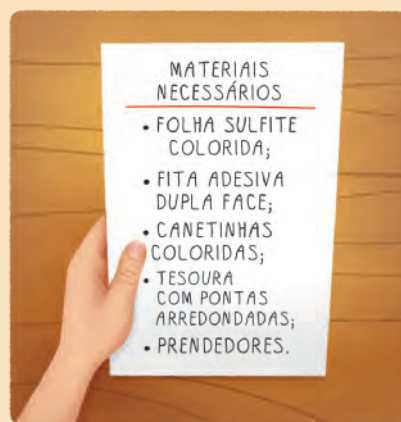 MATERIAIS
NECESSÁRIOS
• FOLHA SULFITE
COLORIDA;
• FITA ADESIVA
DUPLA FACE;
• CANETINHAS
COLORIDAS;
• TESOURA
COM PONTAS
ARREDONDADAS;
• PRENDEDORES.